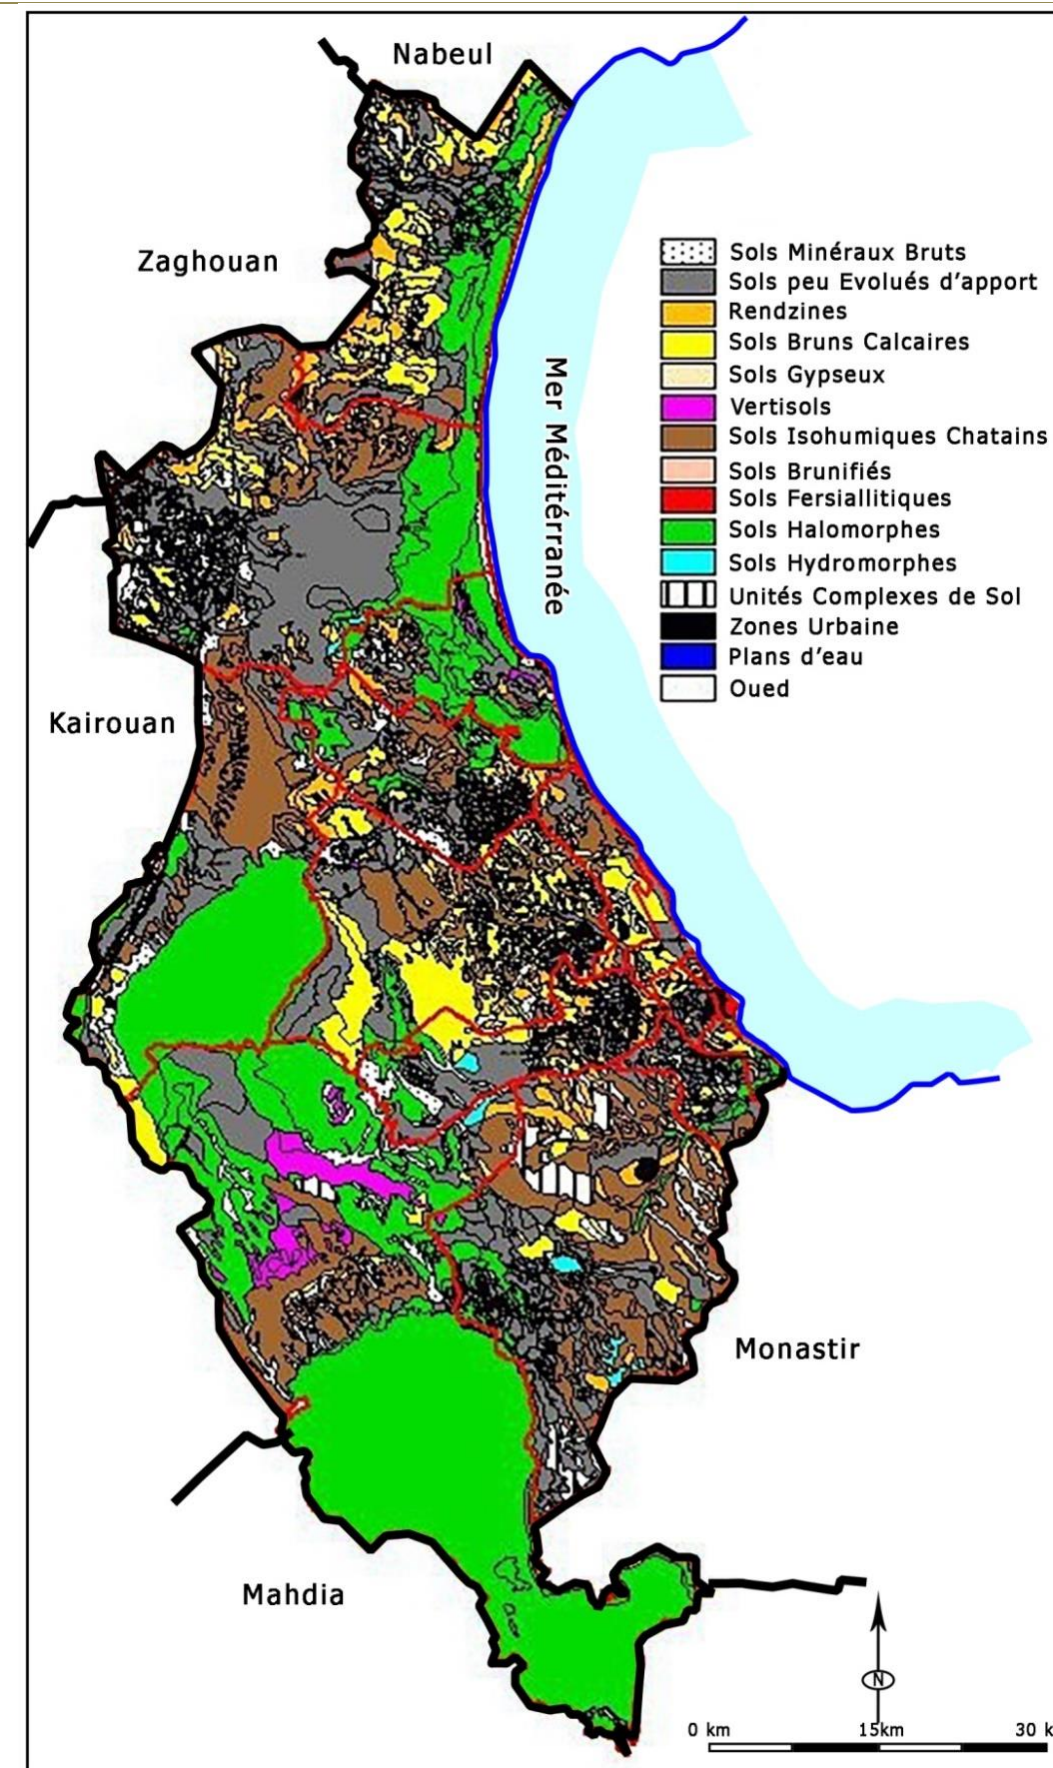 Nabeul
Zaghouan
Sols Minéraux Bruts
Sols peu Evolués d'apport
Rendzines
Sols Bruns Calcaires
Sols Gypseux
Vertisols
Sols Isohumiques Chatains
Sols Brunifiés
Sols Fersiallitiques
Sols Halomorphes
Sols Hydromorphes
Unités Complexes de Sol
Zones Urbaine
Plans d'eau
Oued
Mer Méditérranée
Kairouan
Monastir
Mahdia
N
0 km 15km 30 k